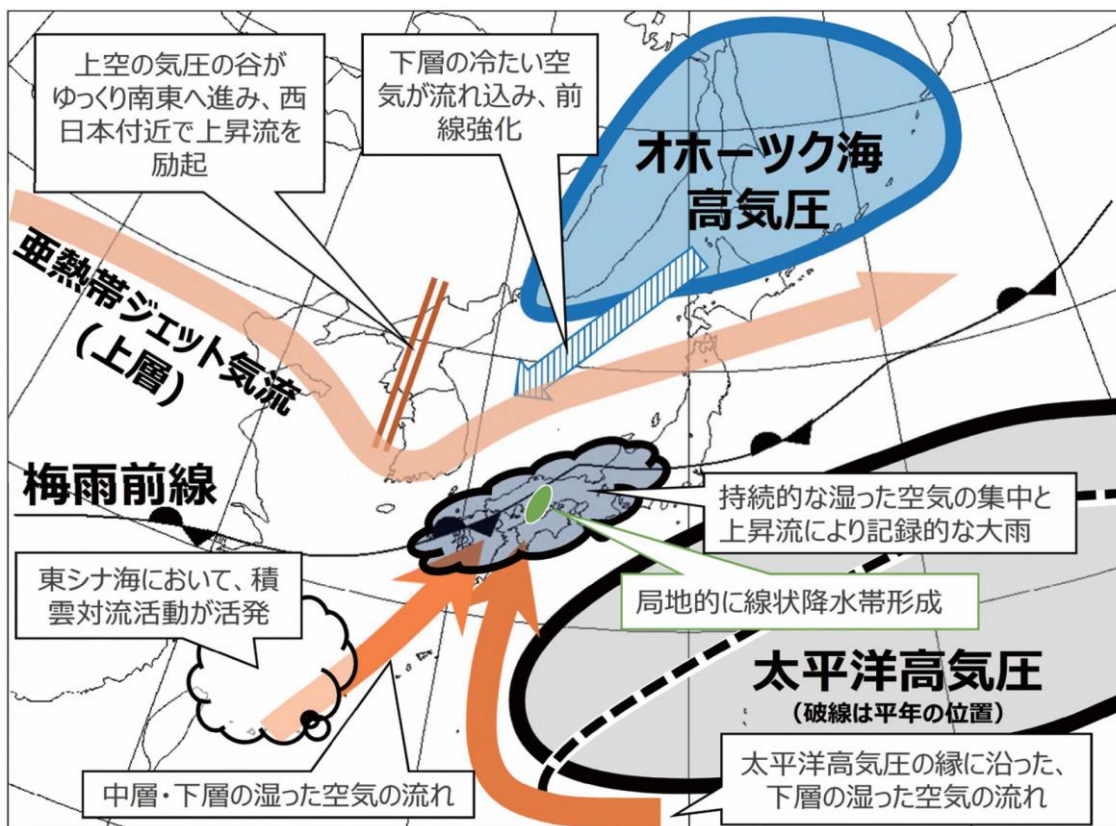 上空の気圧の谷が
ゆっくり南東へ進み、西
日本付近で上昇流を
励起
下層の冷たい空
気が流れ込み、前
線強化
オホーツク海
高気圧
亜熱帯ジェット気流
(上層)
梅雨前線
持続的な湿った空気の集中と
上昇流により記録的な大雨
東シナ海において、積
雲対流活動が活発
局地的に線状降水帯形成
太平洋高気圧
(破線は平年の位置)
中層・下層の湿った空気の流れ
太平洋高気圧の縁に沿った、
下層の湿った空気の流れ